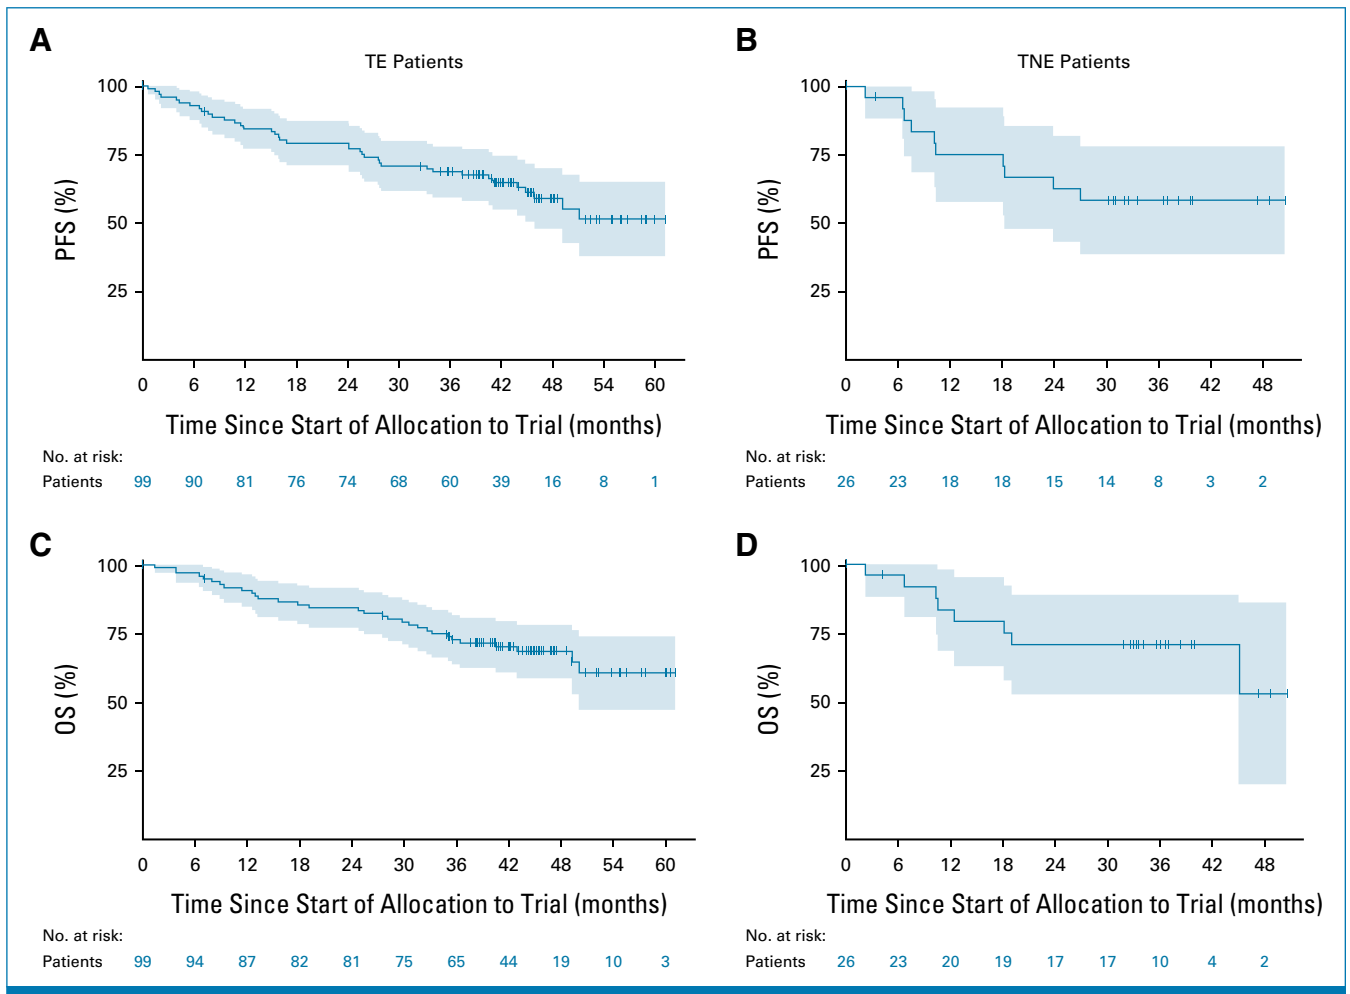 A
TE Patients
100
75
50
25
PFS (%)
0 6 12 18 24 30 36 42 48 54 60
Time Since Start of Allocation to Trial (months)
No. at risk:
Patients 99 90 81 76 74 68 60 39 16 8 1
B
TNE Patients
100
75
50
25
PFS (%)
0 6 12 18 24 30 36 42 48
Time Since Start of Allocation to Trial (months)
No. at risk:
Patients 26 23 18 18 15 14 8 3 2
C
100
75
50
25
OS (%)
0 6 12 18 24 30 36 42 48 54 60
Time Since Start of Allocation to Trial (months)
No. at risk:
Patients 99 94 87 82 81 75 65 44 19 10 3
D
100
75
50
25
OS (%)
0 6 12 18 24 30 36 42 48
Time Since Start of Allocation to Trial (months)
No. at risk:
Patients 26 23 20 19 17 17 10 4 2